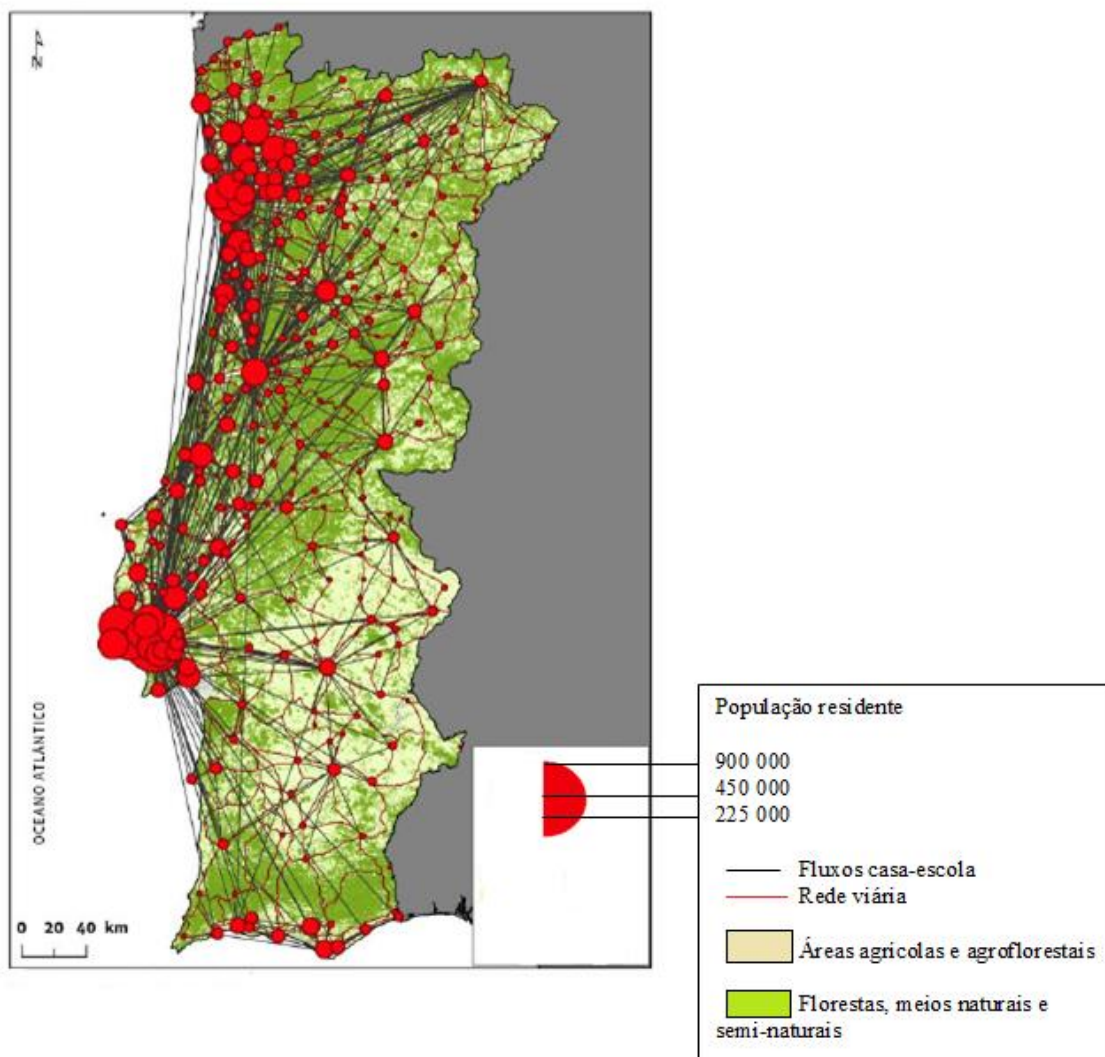 N
OCEANO ATLÂNTICO
0 20 40 km
População residente
900 000
450 000
225 000
Fluxos casa-escola
Rede viária
Áreas agrícolas e agroflorestais
Florestas, meios naturais e
semi-naturais